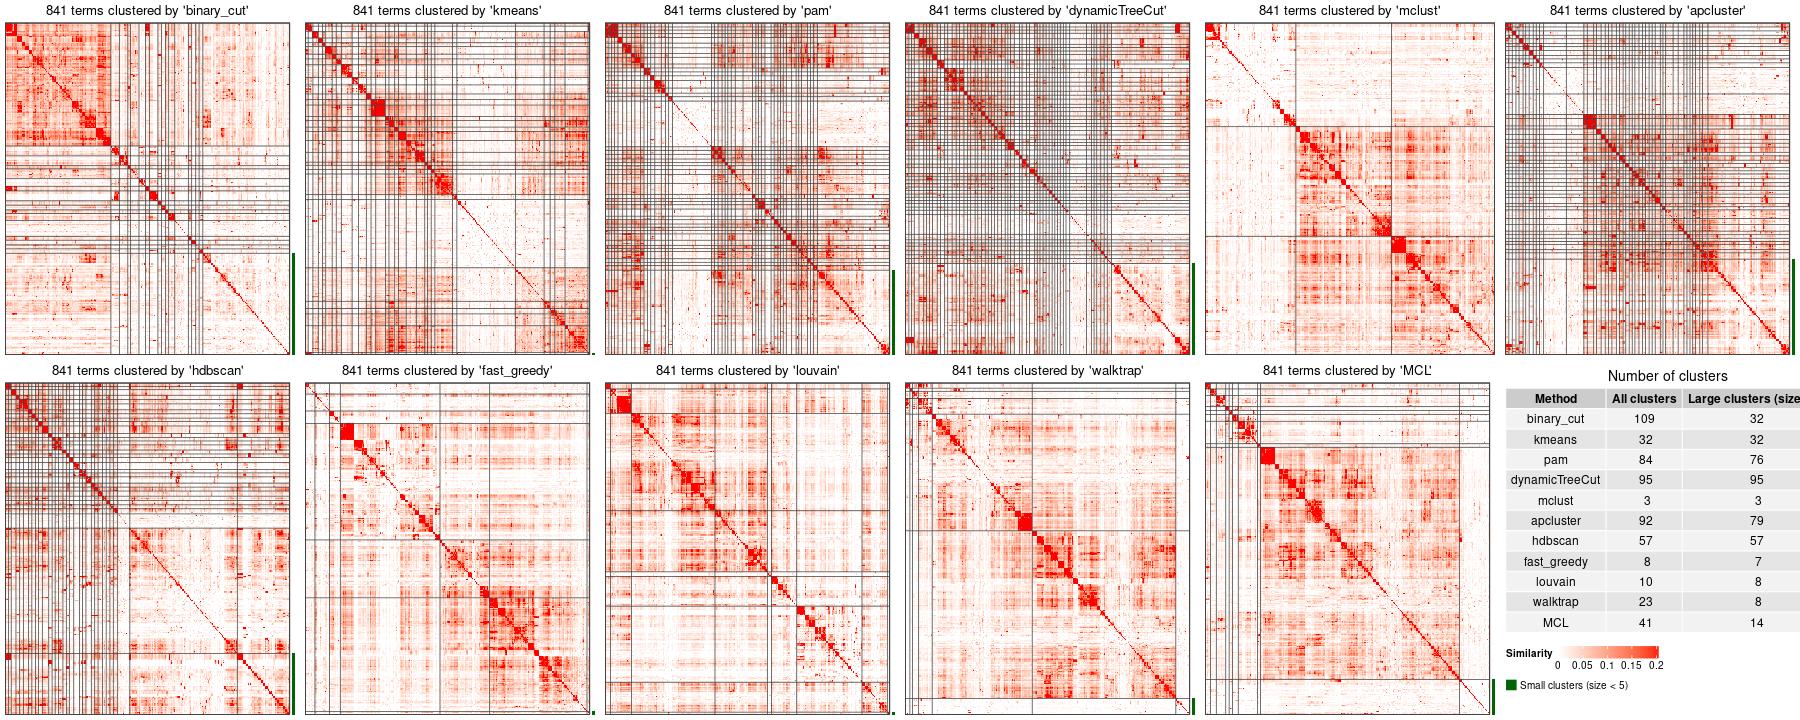 841 terms clustered by 'binary_cut'
841 terms clustered by 'kmeans'
841 terms clustered by 'pam'
841 terms clustered by 'dynamicTreeCut'
841 terms clustered by 'mclust'
841 terms clustered by 'apcluster'
841 terms clustered by 'hdbscan'
841 terms clustered by 'fast_greedy'
841 terms clustered by 'louvain'
841 terms clustered by 'walktrap'
841 terms clustered by 'MCL'
Number of clusters
Method All clusters Large clusters (size
binary_cut 109 32
kmeans 32 32
pam 84 76
dynamicTreeCut 95 95
mclust 3 3
apcluster 92 79
hdbscan 57 57
fast_greedy 8 7
louvain 10 8
walktrap 23 8
MCL 41 14
Similarity
0 0.05 0.1 0.15 0.2
Small clusters (size < 5)